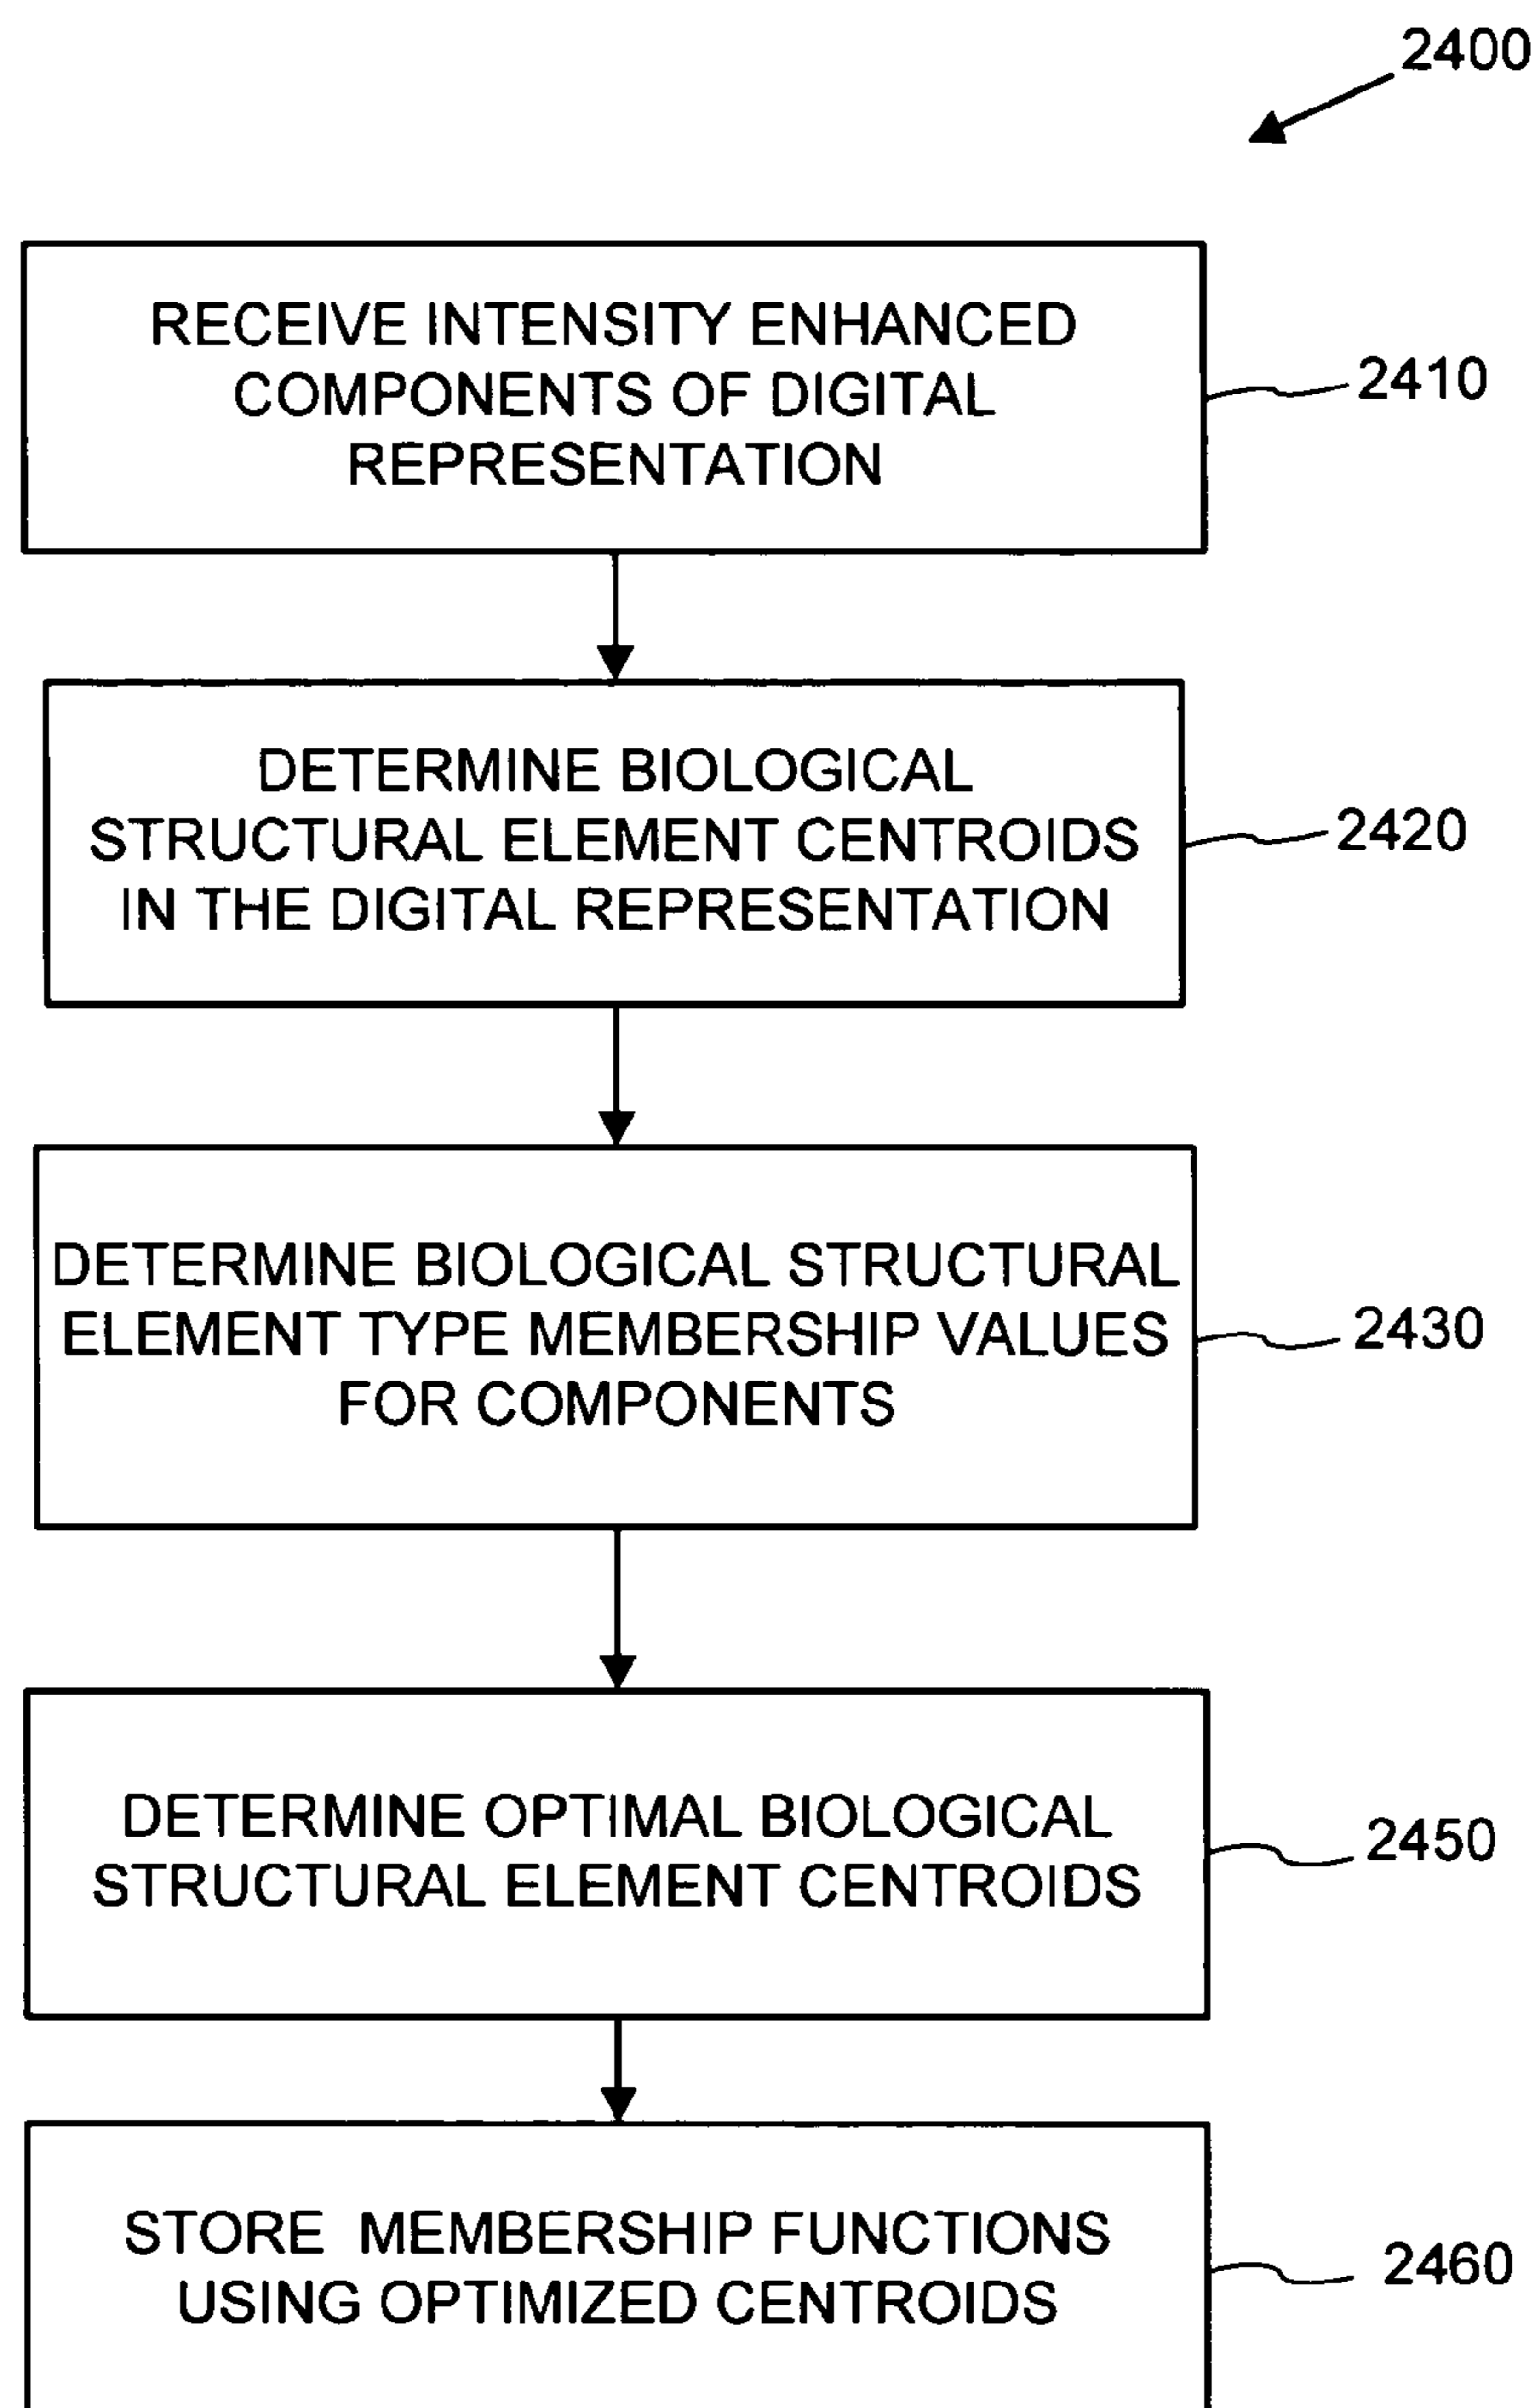 2400
RECEIVE INTENSITY ENHANCED
COMPONENTS OF DIGITAL
REPRESENTATION
2410
DETERMINE BIOLOGICAL
STRUCTURAL ELEMENT CENTROIDS
IN THE DIGITAL REPRESENTATION
2420
DETERMINE BIOLOGICAL STRUCTURAL
ELEMENT TYPE MEMBERSHIP VALUES
FOR COMPONENTS
2430
DETERMINE OPTIMAL BIOLOGICAL
STRUCTURAL ELEMENT CENTROIDS
2450
STORE MEMBERSHIP FUNCTIONS
USING OPTIMIZED CENTROIDS
2460